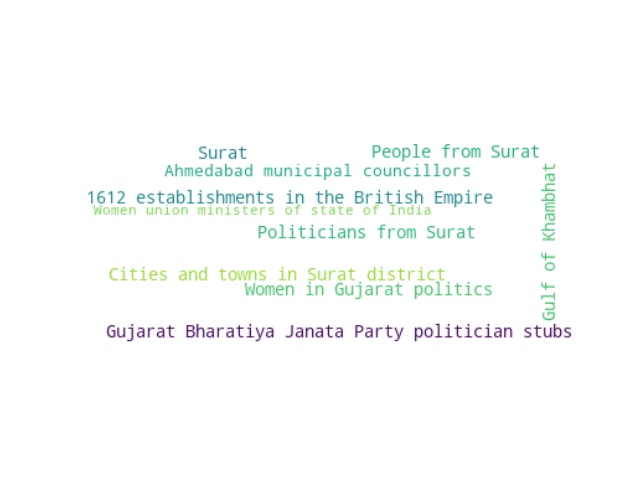 Surat
People from Surat
Ahmedabad municipal councillors
1612 establishments in the British Empire
Women union ministers of state of India
Politicians from Surat
Cities and towns in Surat district
Women in Gujarat politics
Gujarat Bharatiya Janata Party politician stubs
Gulf of Khambhat